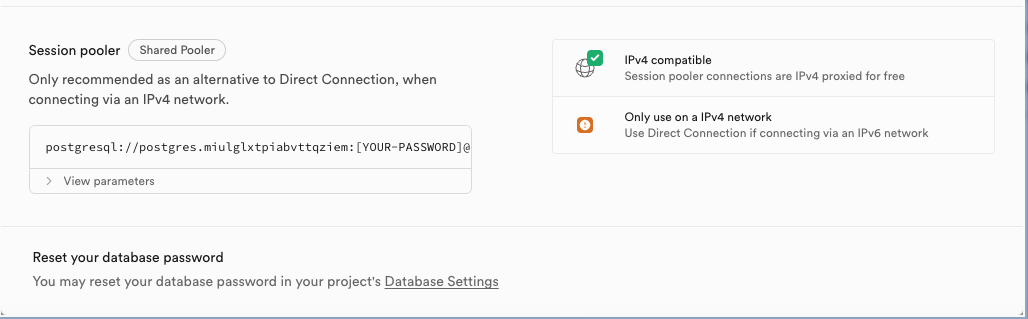 Session pooler Shared Pooler
Only recommended as an alternative to Direct Connection, when
connecting via an IPv4 network.
postgresql://postgres.miulglxtpiabvttqziem:[YOUR-PASSWORD]@
View parameters
IPv4 compatible
Session pooler connections are IPv4 proxied for free
Only use on a IPv4 network
Use Direct Connection if connecting via an IPv6 network
Reset your database password
You may reset your database password in your project's Database Settings